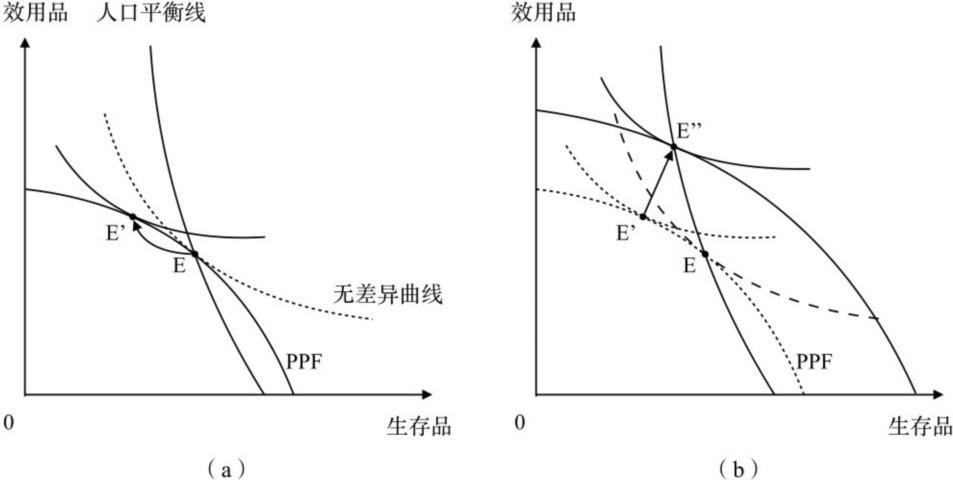 效用品 人口平衡线
E'
E
无差异曲线
PPF
0
生存品
（a）
效用品
E”
E'
E
PPF
0
生存品
（b）